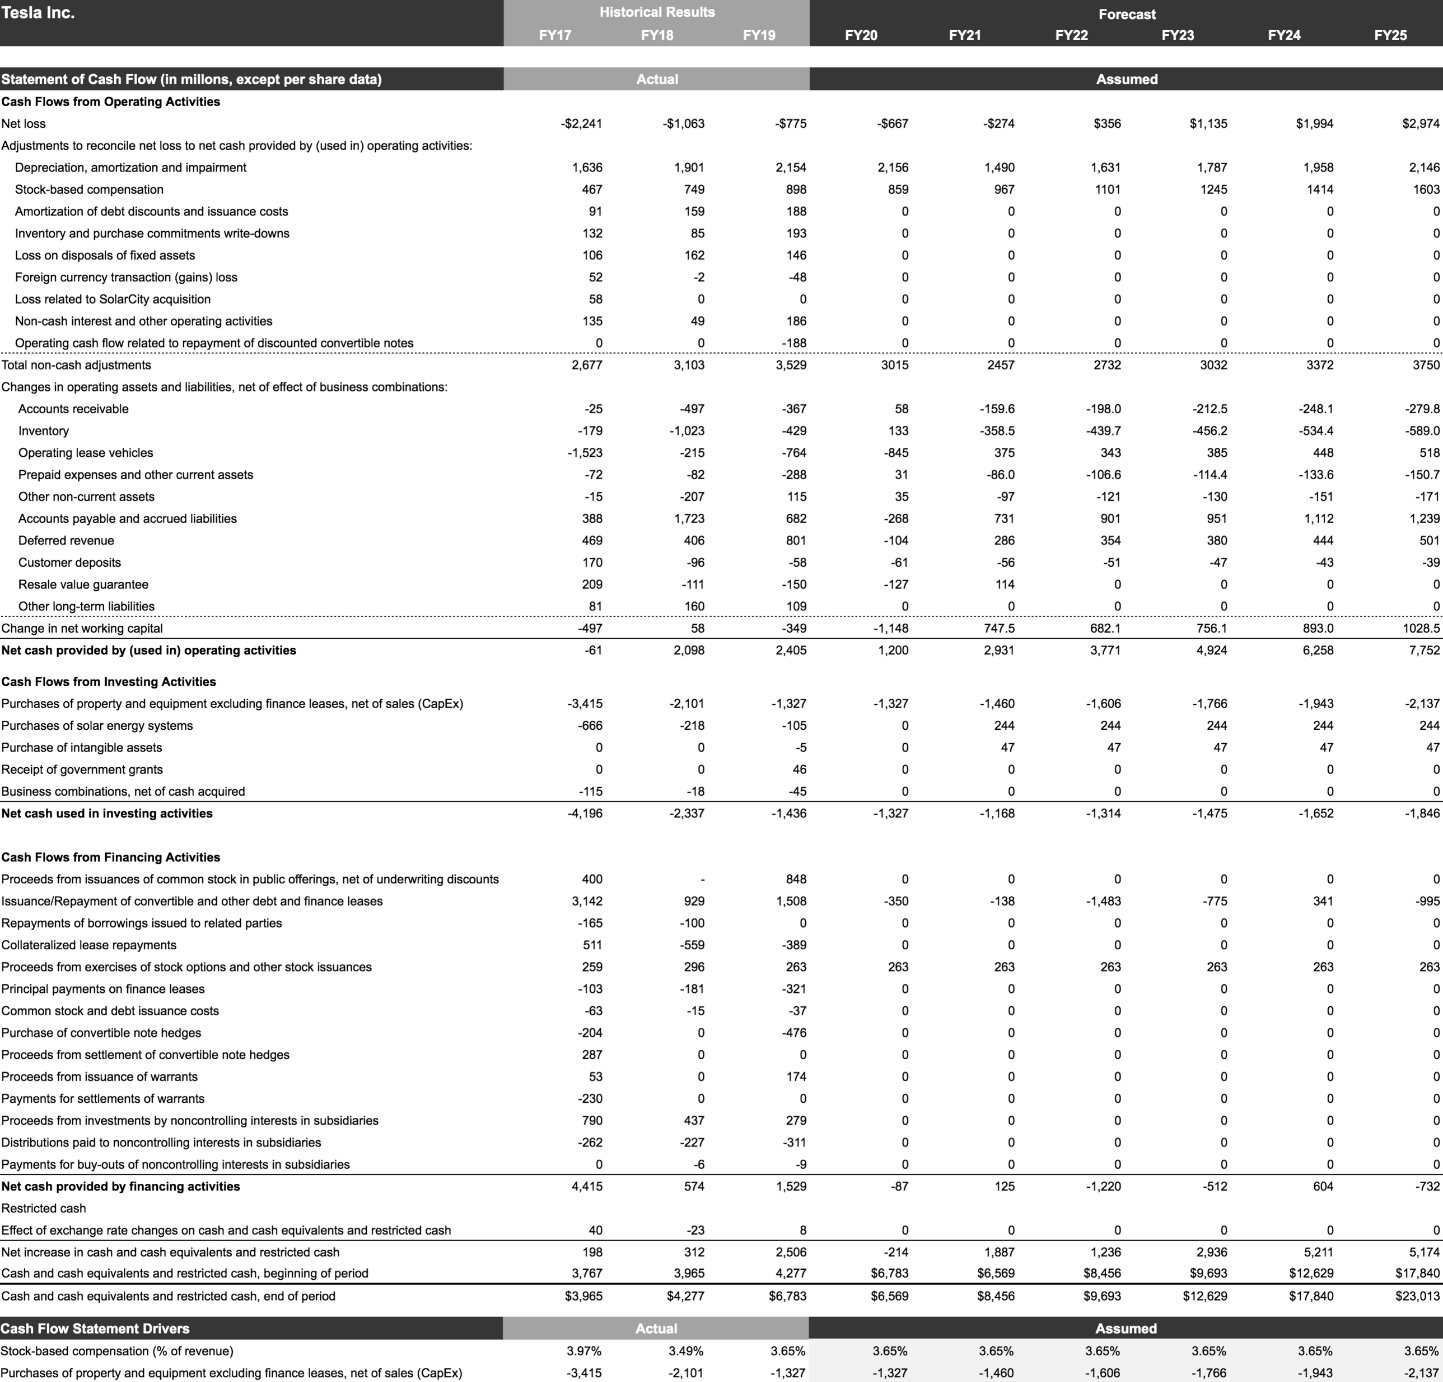 Tesla Inc. Historical Results Forecast
FY17 FY18 FY19 FY20 FY21 FY22 FY23 FY24 FY25
Statement of Cash Flow (in millons, except per share data) Actual Assumed
Cash Flows from Operating Activities
Net loss -$2,241 -$1,063 -$775 -$667 -$274 $356 $1,135 $1,994 $2,974
Adjustments to reconcile net loss to net cash provided by (used in) operating activities:
Depreciation, amortization and impairment 1,636 1,901 2,154 2,156 1,490 1,631 1,787 1,958 2,146
Stock-based compensation 467 749 898 859 967 1101 1245 1414 1603
Amortization of debt discounts and issuance costs 91 159 188 0 0 0 0 0 0
Inventory and purchase commitments write-downs 132 85 193 0 0 0 0 0 0
Loss on disposals of fixed assets 106 162 146 0 0 0 0 0 0
Foreign currency transaction (gains) loss 52 -2 -48 0 0 0 0 0 0
Loss related to SolarCity acquisition 58 0 0 0 0 0 0 0 0
Non-cash interest and other operating activities 135 49 186 0 0 0 0 0 0
Operating cash flow related to repayment of discounted convertible notes 0 0 -188 0 0 0 0 0 0
Total non-cash adjustments 2,677 3,103 3,529 3015 2457 2732 3032 3372 3750
Changes in operating assets and liabilities, net of effect of business combinations:
Accounts receivable -25 -497 -367 58 -159.6 -198.0 -212.5 -248.1 -279.8
Inventory -179 -1,023 -429 133 -358.5 -439.7 -456.2 -534.4 -589.0
Operating lease vehicles -1,523 -215 -764 -845 375 343 385 448 518
Prepaid expenses and other current assets -72 -82 -288 31 -86.0 -106.6 -114.4 -133.6 -150.7
Other non-current assets -15 -207 115 35 -97 -121 -130 -151 -171
Accounts payable and accrued liabilities 388 1,723 682 -268 731 901 951 1,112 1,239
Deferred revenue 469 406 801 -104 286 354 380 444 501
Customer deposits 170 -96 -58 -61 -56 -51 -47 -43 -39
Resale value guarantee 209 -111 -150 -127 114 0 0 0 0
Other long-term liabilities 81 160 109 0 0 0 0 0 0
Change in net working capital -497 58 -349 -1,148 747.5 682.1 756.1 893.0 1028.5
Net cash provided by (used in) operating activities -61 2,098 2,405 1,200 2,931 3,771 4,924 6,258 7,752
Cash Flows from Investing Activities
Purchases of property and equipment excluding finance leases, net of sales (CapEx) -3,415 -2,101 -1,327 -1,327 -1,460 -1,606 -1,766 -1,943 -2,137
Purchases of solar energy systems -666 -218 -105 0 244 244 244 244 244
Purchase of intangible assets 0 0 -5 0 47 47 47 47 47
Receipt of government grants 0 0 46 0 0 0 0 0 0
Business combinations, net of cash acquired -115 -18 -45 0 0 0 0 0 0
Net cash used in investing activities -4,196 -2,337 -1,436 -1,327 -1,168 -1,314 -1,475 -1,652 -1,846
Cash Flows from Financing Activities
Proceeds from issuances of common stock in public offerings, net of underwriting discounts 400 - 848 0 0 0 0 0 0
Issuance/Repayment of convertible and other debt and finance leases 3,142 929 1,508 -350 -138 -1,483 -775 341 -995
Repayments of borrowings issued to related parties -165 -100 0 0 0 0 0 0 0
Collateralized lease repayments 511 -559 -389 0 0 0 0 0 0
Proceeds from exercises of stock options and other stock issuances 259 296 263 263 263 263 263 263 263
Principal payments on finance leases -103 -181 -321 0 0 0 0 0 0
Common stock and debt issuance costs -63 -15 -37 0 0 0 0 0 0
Purchase of convertible note hedges -204 0 -476 0 0 0 0 0 0
Proceeds from settlement of convertible note hedges 287 0 0 0 0 0 0 0 0
Proceeds from issuance of warrants 53 0 174 0 0 0 0 0 0
Payments for settlements of warrants -230 0 0 0 0 0 0 0 0
Proceeds from investments by noncontrolling interests in subsidiaries 790 437 279 0 0 0 0 0 0
Distributions paid to noncontrolling interests in subsidiaries -262 -227 -311 0 0 0 0 0 0
Payments for buy-outs of noncontrolling interests in subsidiaries 0 -6 -9 0 0 0 0 0 0
Net cash provided by financing activities 4,415 574 1,529 -87 125 -1,220 -512 604 -732
Restricted cash
Effect of exchange rate changes on cash and cash equivalents and restricted cash 40 -23 8 0 0 0 0 0 0
Net increase in cash and cash equivalents and restricted cash 198 312 2,506 -214 1,887 1,236 2,936 5,211 5,174
Cash and cash equivalents and restricted cash, beginning of period 3,767 3,965 4,277 $6,783 $6,569 $8,456 $9,693 $12,629 $17,840
Cash and cash equivalents and restricted cash, end of period $3,965 $4,277 $6,783 $6,569 $8,456 $9,693 $12,629 $17,840 $23,013
Cash Flow Statement Drivers Actual Assumed
Stock-based compensation (% of revenue) 3.97% 3.49% 3.65% 3.65% 3.65% 3.65% 3.65% 3.65% 3.65%
Purchases of property and equipment excluding finance leases, net of sales (CapEx) -3,415 -2,101 -1,327 -1,327 -1,460 -1,606 -1,766 -1,943 -2,137